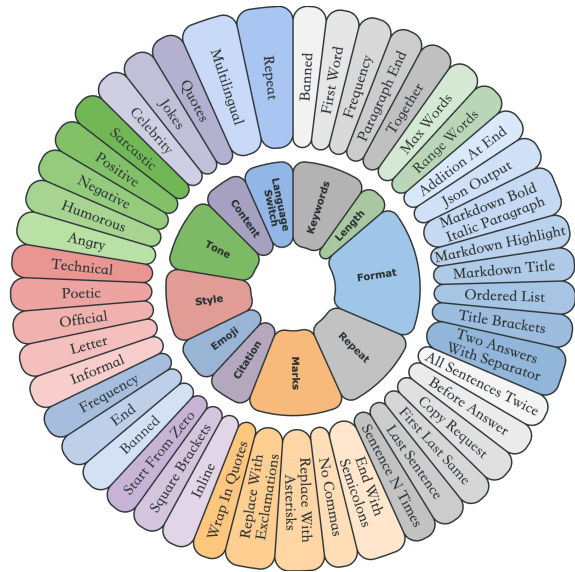 Banned
First Word
Frequency
Paragraph End
Together
Max Words
Range Words
Addition At End
Json Output
Markdown Bold
Italic Paragraph
Markdown Highlight
Markdown Title
Ordered List
Title Brackets
Two Answers
With Separator
All Sentences Twice
Before Answer
Copy Request
First Last Same
Last Sentence
Sentence N Times
End With
Semicolons
No Commas
Replace With
Asterisks
Replace With
Exclamations
Wrap In Quotes
Inline
Square Brackets
Start From Zero
Banned
End
Frequency
Informal
Letter
Official
Poetic
Technical
Angry
Humorous
Negative
Positive
Sarcastic
Celebrity
Jokes
Quotes
Multilingual
Repeat
Keywords
Length
Format
Repeat
Marks
Citation
Emoji
Style
Tone
Content
Language
Switch